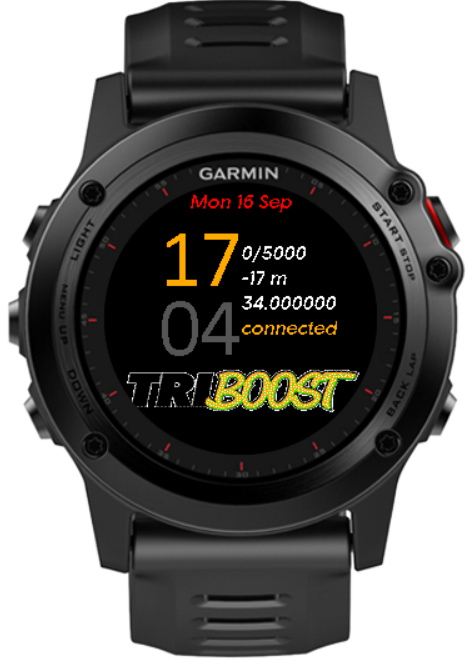 GARMIN
Mon 16 Sep
17
0/5000
-17 m
04
34.000000
connected
TRIBOOST
LIGHT
MENU UP
DOWN
START STOP
BACK LAP
30